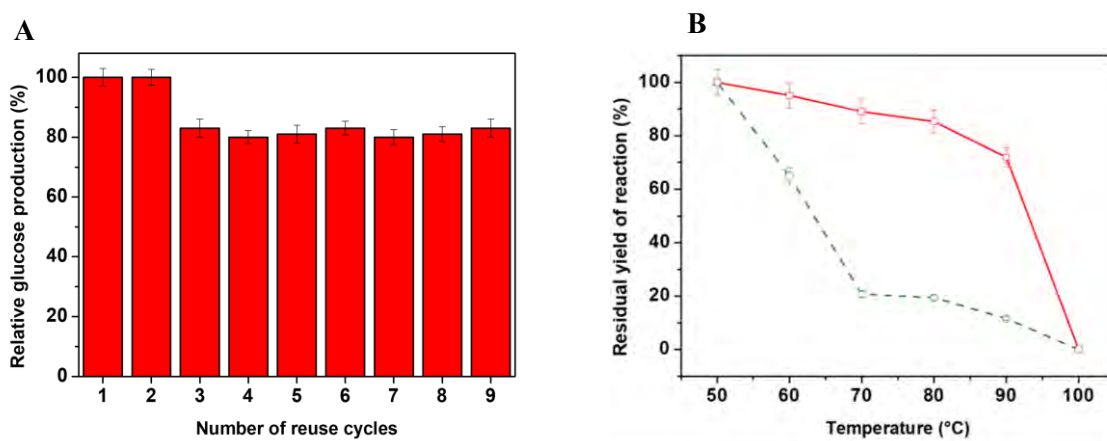 A
Relative glucose production (%)
100
80
60
40
20
0
1 2 3 4 5 6 7 8 9
Number of reuse cycles
B
Residual yield of reaction (%)
100
80
60
40
20
0
50 60 70 80 90 100
Temperature (°C)